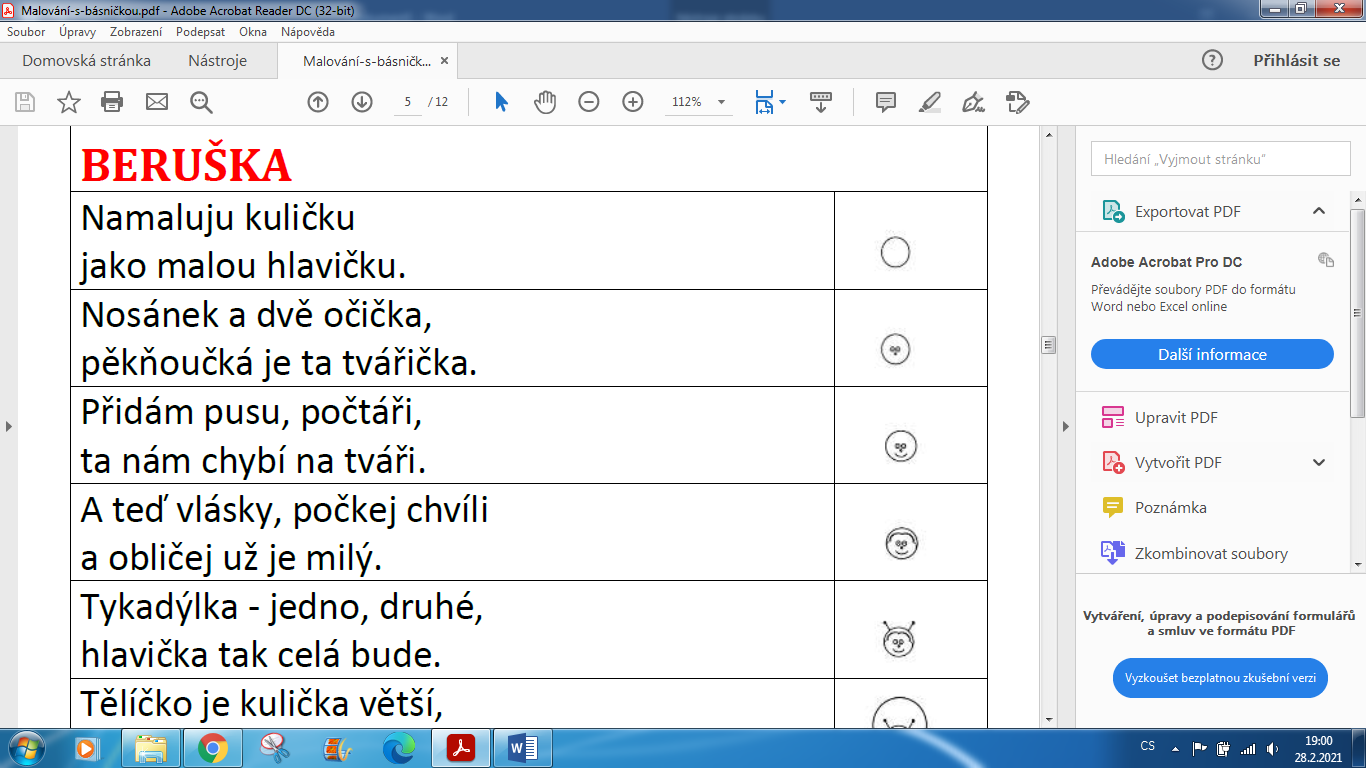 Malování-s-básničkou.pdf - Adobe Acrobat Reader DC (32-bit)
Soubor Úpravy Zobrazení Podepsat Okna Nápověda
Domovská stránka Nástroje Malování-s-básničk... × ? Přihlásit se
5 / 12 112%
BERUŠKA
Namaluju kuličku
jako malou hlavičku.
Nosánek a dvě očička,
pěkňoučká je ta tvářička.
Přidám pusu, počtáři,
ta nám chybí na tváři.
A teď vlásky, počkej chvíli
a obličej už je milý.
Tykadýlka - jedno, druhé,
hlavička tak celá bude.
Tělíčko je kulička větší,
Hledání „Vyjmout stránku“
Exportovat PDF
Adobe Acrobat Pro DC
Převádějte soubory PDF do formátu
Word nebo Excel online
Další informace
Upravit PDF
Vytvořit PDF
Poznámka
Zkombinovat soubory
Vytváření, úpravy a podepisování formulářů
a smluv ve formátu PDF
Vyzkoušet bezplatnou zkušební verzi
CS
19:00
28.2.2021